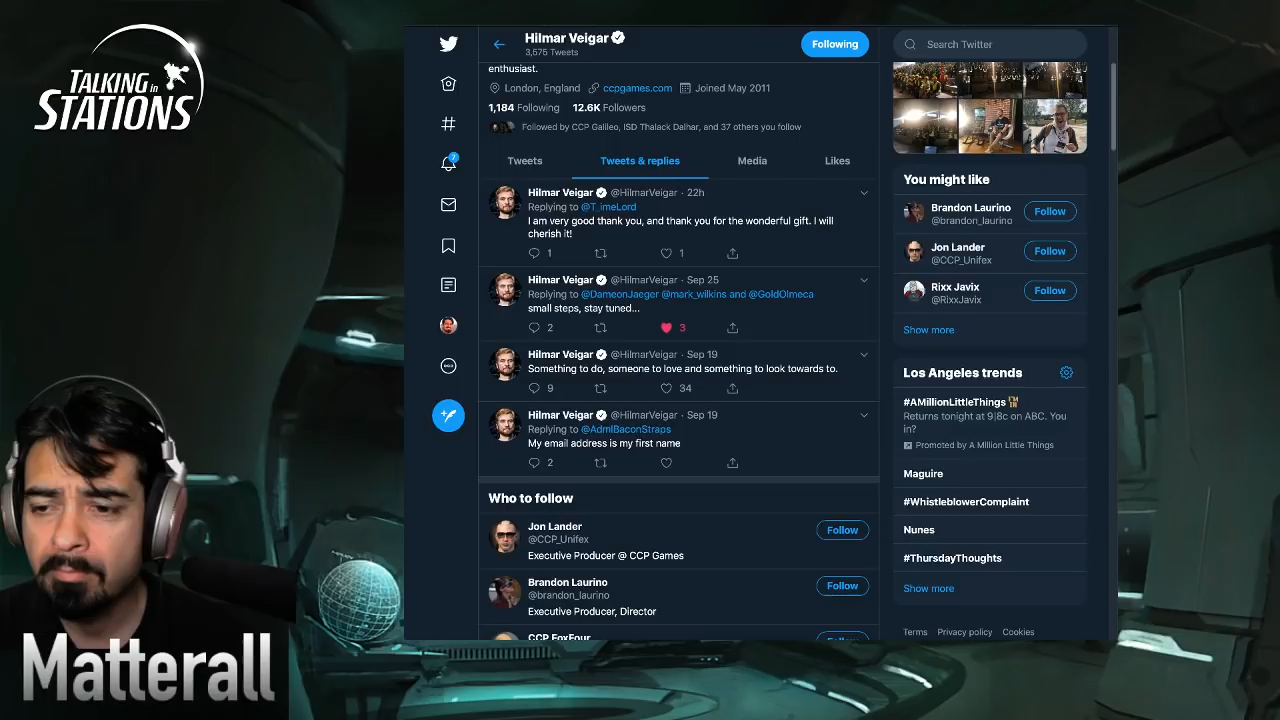 TALKING in
STATIONS
Matterall
Hilmar Veigar
3,575 Tweets
Following
enthusiast.
London, England ccpgames.com Joined May 2011
1,184 Following 12.6K Followers
Followed by CCP Galileo, ISD Thalack Dalhar, and 37 others you follow
Tweets Tweets & replies Media Likes
7
Hilmar Veigar @HilmarVeigar · 22h
Replying to @T_imeLord
I am very good thank you, and thank you for the wonderful gift. I will
cherish it!
1 1
Hilmar Veigar @HilmarVeigar · Sep 25
Replying to @DameonJaeger @mark_wilkins and @GoldOlmeca
small steps, stay tuned...
2 3
Hilmar Veigar @HilmarVeigar · Sep 19
Something to do, someone to love and something to look towards to.
9 34
Hilmar Veigar @HilmarVeigar · Sep 19
Replying to @AdmlBaconStraps
My email address is my first name
2
Who to follow
Jon Lander
@CCP_Unifex
Follow
Executive Producer @ CCP Games
Brandon Laurino
@brandon_laurino
Follow
Executive Producer, Director
CCP FoxFour
Search Twitter
You might like
Brandon Laurino
@brandon_laurino
Follow
Jon Lander
@CCP_Unifex
Follow
Rixx Javix
@RixxJavix
Follow
Show more
Los Angeles trends
#AMillionLittleThings I'M IN
Returns tonight at 9|8c on ABC. You
in?
Promoted by A Million Little Things
Maguire
#WhistleblowerComplaint
Nunes
#ThursdayThoughts
Show more
Terms Privacy policy Cookies